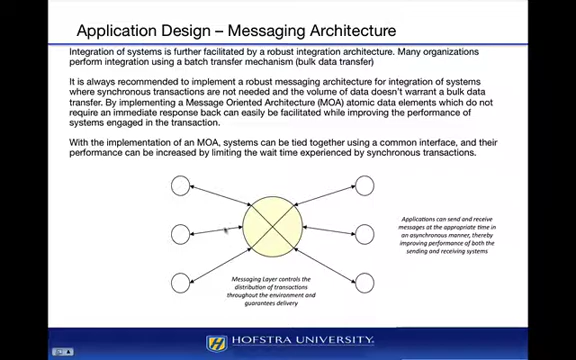 Application Design – Messaging Architecture
Integration of systems is further facilitated by a robust integration architecture. Many organizations
perform integration using a batch transfer mechanism (bulk data transfer)
It is always recommended to implement a robust messaging architecture for integration of systems
where synchronous transactions are not needed and the volume of data doesn't warrant a bulk data
transfer. By implementing a Message Oriented Architecture (MOA) atomic data elements which do not
require an immediate response back can easily be facilitated while improving the performance of
systems engaged in the transaction.
With the implementation of an MOA, systems can be tied together using a common interface, and their
performance can be increased by limiting the wait time experienced by synchronous transactions.
Applications can send and receive
messages at the appropriate time in
an asynchronous manner, thereby
improving performance of both the
sending and receiving systems
Messaging Layer controls the
distribution of transactions
throughout the environment and
guarantees delivery
HOFSTRA UNIVERSITY